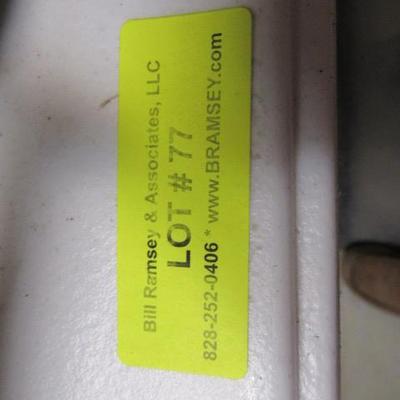 Bill Ramsey & Associates, LLC
LOT # 77
828-252-0406 * www.BRAMSEY.com